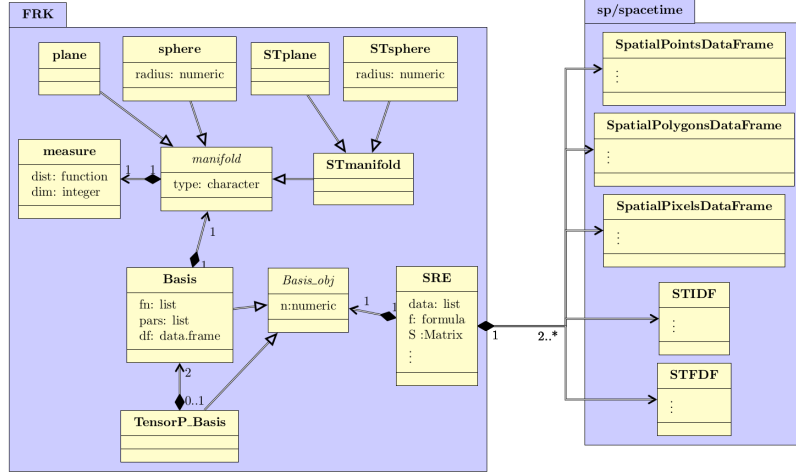 FRK
plane
sphere
radius: numeric
STplane
STsphere
radius: numeric
measure
dist: function
dim: integer
1
1
manifold
type: character
STmanifold
1
1
Basis
fn: list
pars: list
df: data.frame
Basis_obj
n:numeric
1
1
SRE
data: list
f: formula
S :Matrix
⋮
2
0..1
TensorP_Basis
1
2..*
sp/spacetime
SpatialPointsDataFrame
⋮
SpatialPolygonsDataFrame
⋮
SpatialPixelsDataFrame
⋮
STIDF
⋮
STFDF
⋮